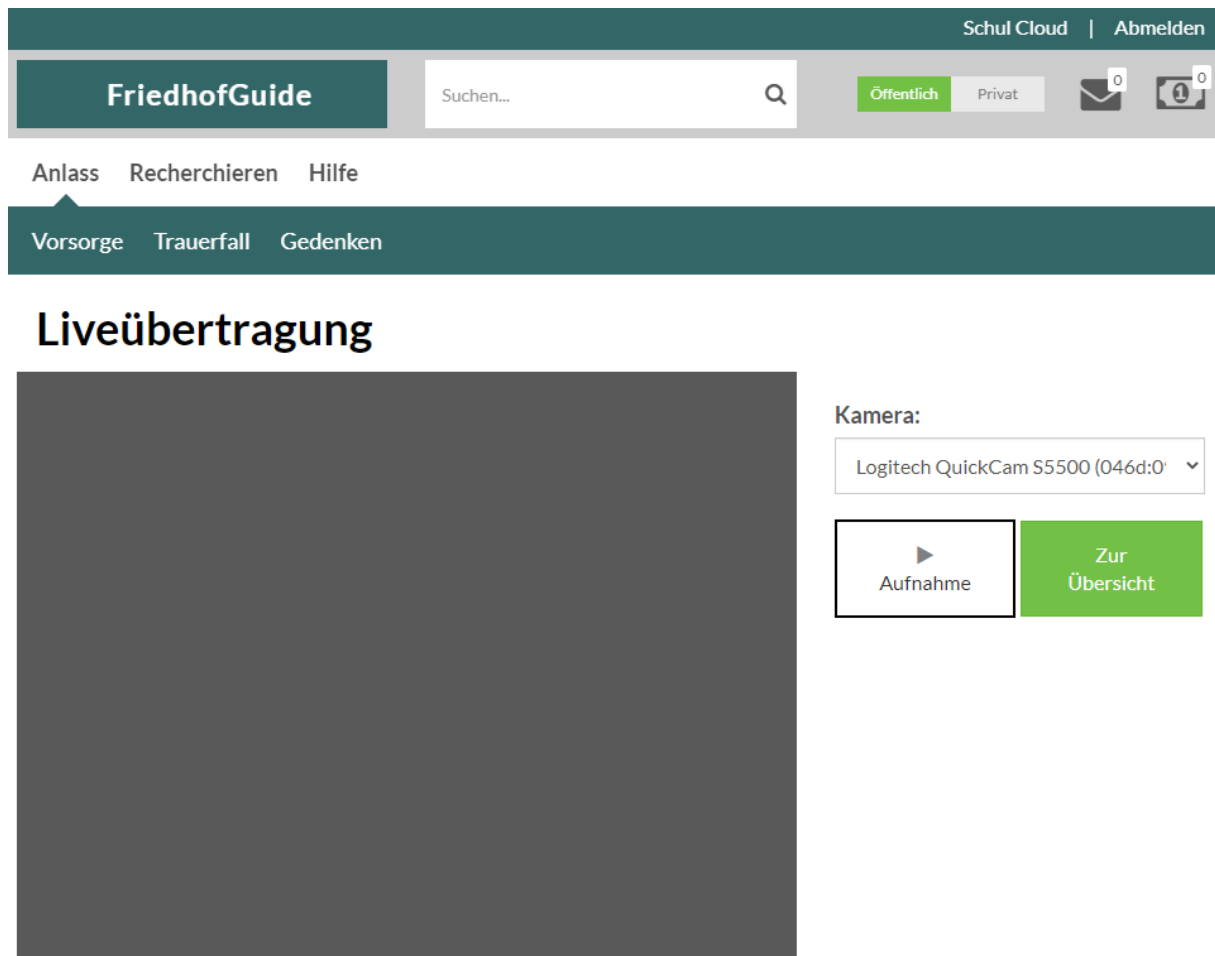 Schul Cloud | Abmelden
FriedhofGuide
Suchen...
Öffentlich Privat
0
0
1
Anlass Recherchieren Hilfe
Vorsorge Trauerfall Gedenken
Liveübertragung
Kamera:
Logitech QuickCam S5500 (046d:0
Aufnahme
Zur
Übersicht